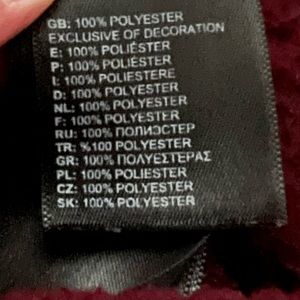 GB: 100% POLYESTER
EXCLUSIVE OF DECORATION
E: 100% POLIÉSTER
P: 100% POLIÉSTER
I: 100% POLIESTERE
D: 100% POLYESTER
NL: 100% POLYESTER
F: 100% POLYESTER
RU: 100% ПОЛИЭСТЕР
TR: %100 POLYESTER
GR: 100% ΠΟΛΥΕΣΤΕΡΑΣ
PL: 100% POLIESTER
CZ: 100% POLYESTER
SK: 100% POLYESTER